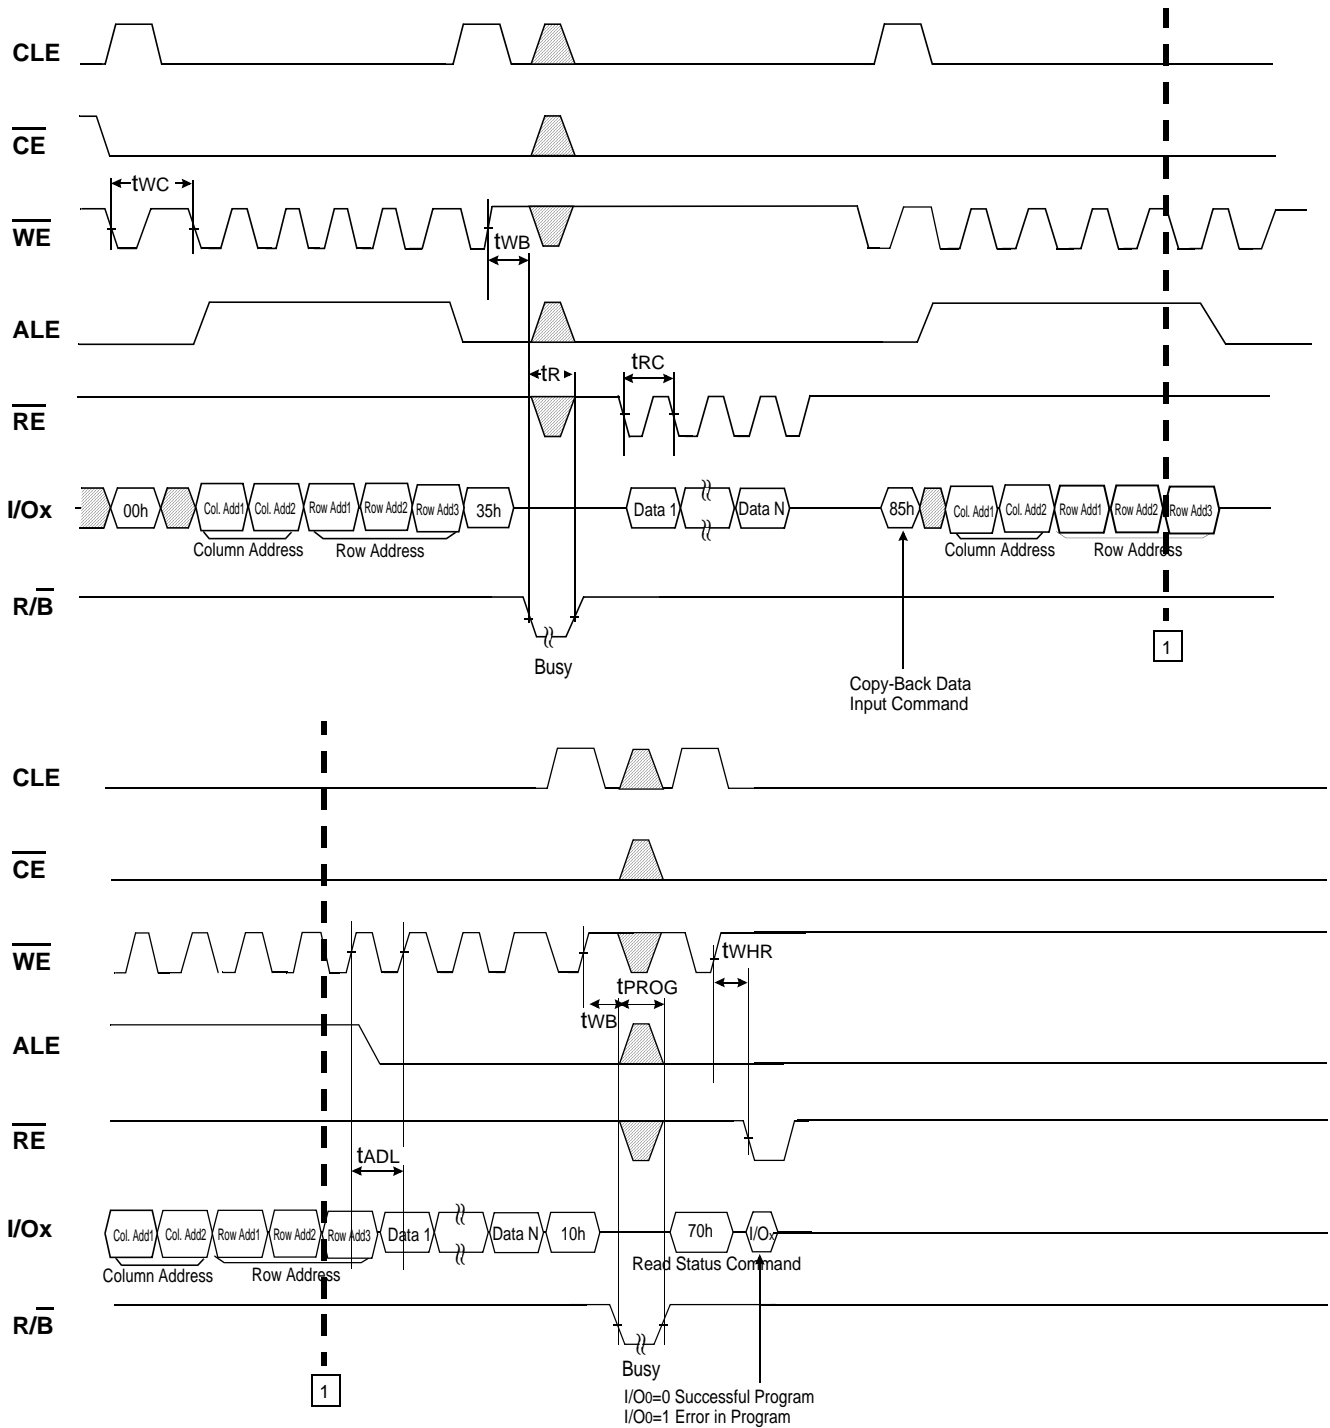 CLE
CE
tWC
WE
tWB
ALE
tR
tRC
RE
I/Ox
00h
Col. Add1
Col. Add2
Row Add1
Row Add2
Row Add3
35h
Data 1
Data N
85h
Col. Add1
Col. Add2
Row Add1
Row Add2
Row Add3
Column Address
Row Address
Column Address
Row Address
R/B
Busy
1
Copy-Back Data
Input Command
CLE
CE
WE
tWHR
tPROG
tWB
ALE
RE
tADL
I/Ox
Col. Add1
Col. Add2
Row Add1
Row Add2
Row Add3
Data 1
Data N
10h
70h
I/Ox
Column Address
Row Address
Read Status Command
R/B
Busy
1
I/O0=0 Successful Program
I/O0=1 Error in Program